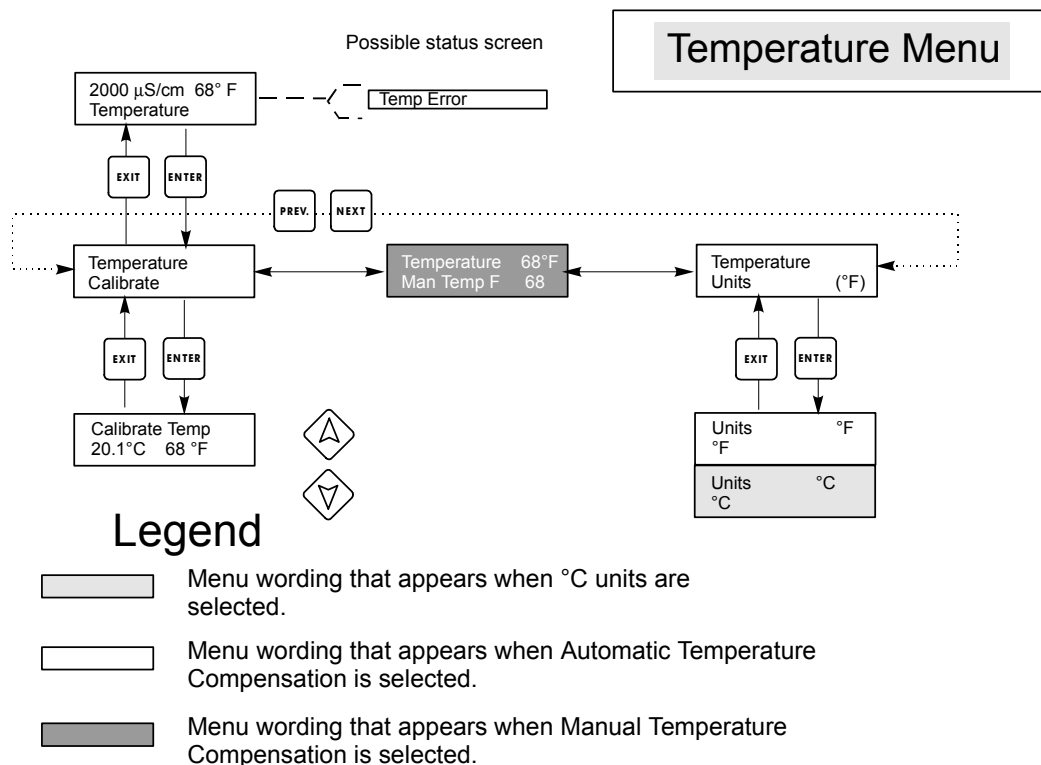 Possible status screen
Temperature Menu
2000 µS/cm 68° F
Temperature
Temp Error
EXIT
ENTER
PREV.
NEXT
Temperature
Calibrate
Temperature 68°F
Man Temp F 68
Temperature
Units (°F)
EXIT
ENTER
EXIT
ENTER
Calibrate Temp
20.1°C 68 °F
Units °F
°F
Units °C
°C
Legend
Menu wording that appears when °C units are
selected.
Menu wording that appears when Automatic Temperature
Compensation is selected.
Menu wording that appears when Manual Temperature
Compensation is selected.